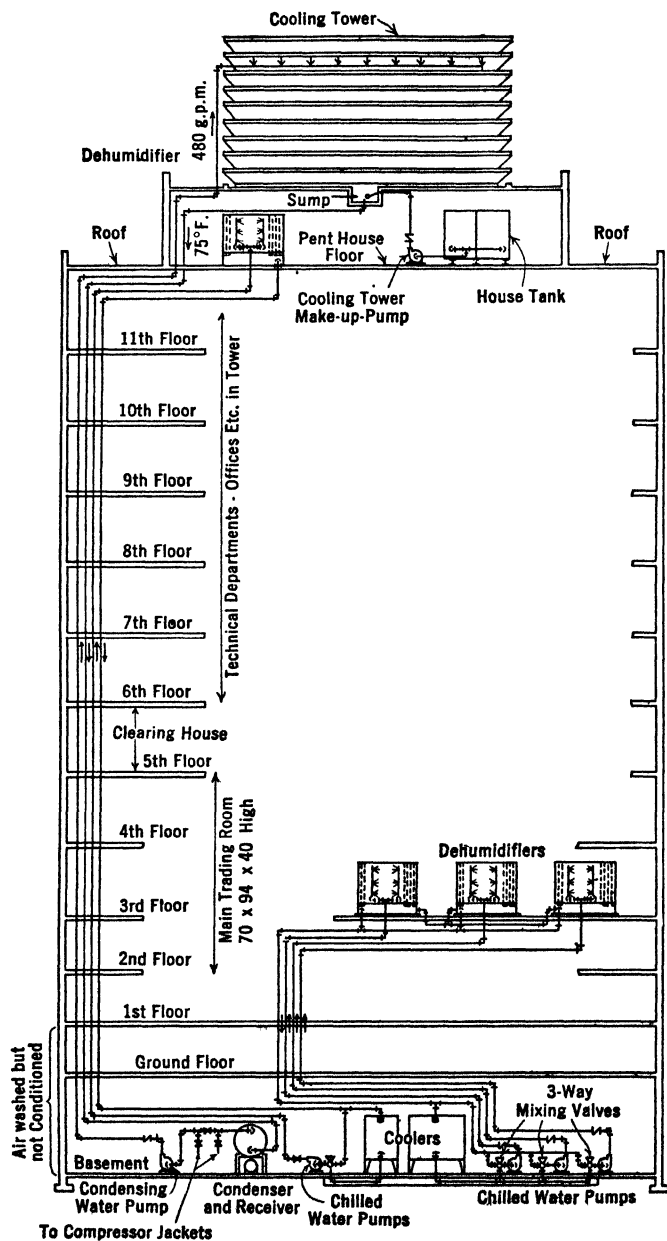 Cooling Tower
480 g.p.m.
Dehumidifier
Sump
75°F.
Roof
Pent House
Floor
Roof
Cooling Tower
Make-up-Pump
House Tank
11th Floor
10th Floor
9th Floor
8th Floor
7th Floor
6th Floor
Technical Departments - Offices Etc. in Tower
Clearing House
5th Floor
4th Floor
Main Trading Room
70 x 94 x 40 High
Dehumidifiers
3rd Floor
2nd Floor
1st Floor
Ground Floor
Air washed but
not Conditioned
3-Way
Mixing Valves
Coolers
Basement
Condensing
Water Pump
Condenser
and Receiver
Chilled
Water Pumps
Chilled Water Pumps
To Compressor Jackets